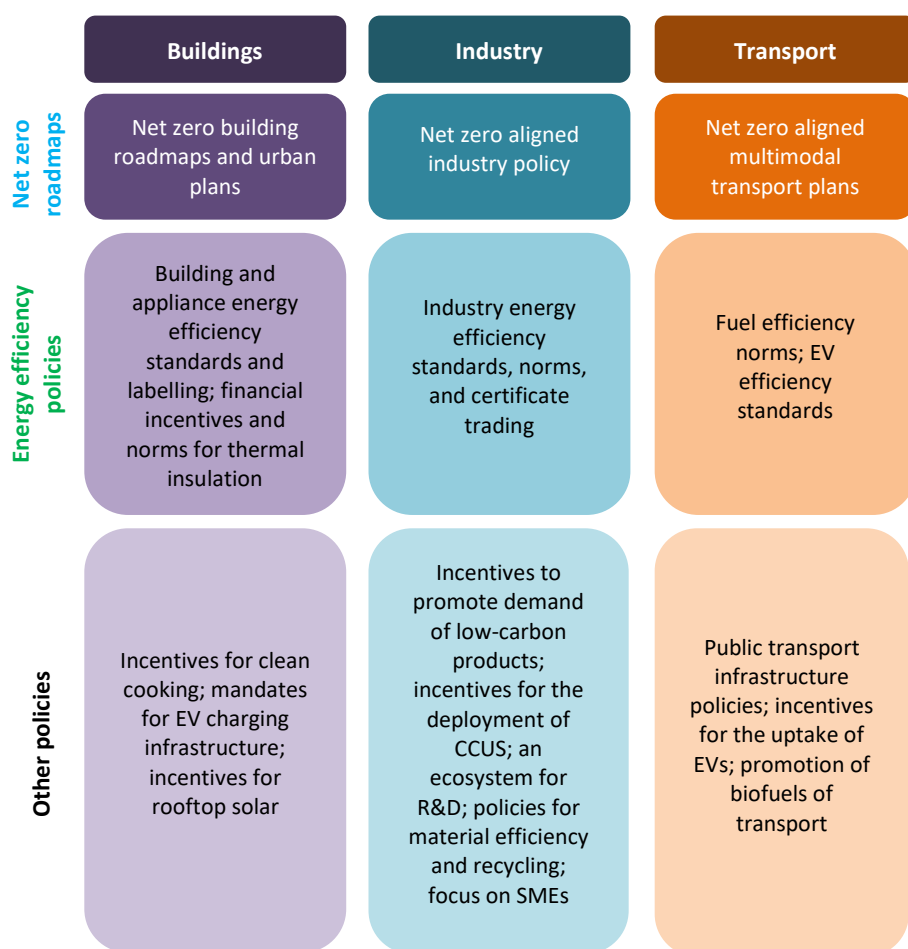 Buildings
Industry
Transport
Net zero
roadmaps
Net zero building
roadmaps and urban
plans
Net zero aligned
industry policy
Net zero aligned
multimodal
transport plans
Energy efficiency
policies
Building and
appliance energy
efficiency
standards and
labelling; financial
incentives and
norms for thermal
insulation
Industry energy
efficiency
standards, norms,
and certificate
trading
Fuel efficiency
norms; EV
efficiency
standards
Other policies
Incentives for clean
cooking; mandates
for EV charging
infrastructure;
incentives for
rooftop solar
Incentives to
promote demand
of low-carbon
products;
incentives for the
deployment of
CCUS; an
ecosystem for
R&D; policies for
material efficiency
and recycling;
focus on SMEs
Public transport
infrastructure
policies; incentives
for the uptake of
EVs; promotion of
biofuels of
transport